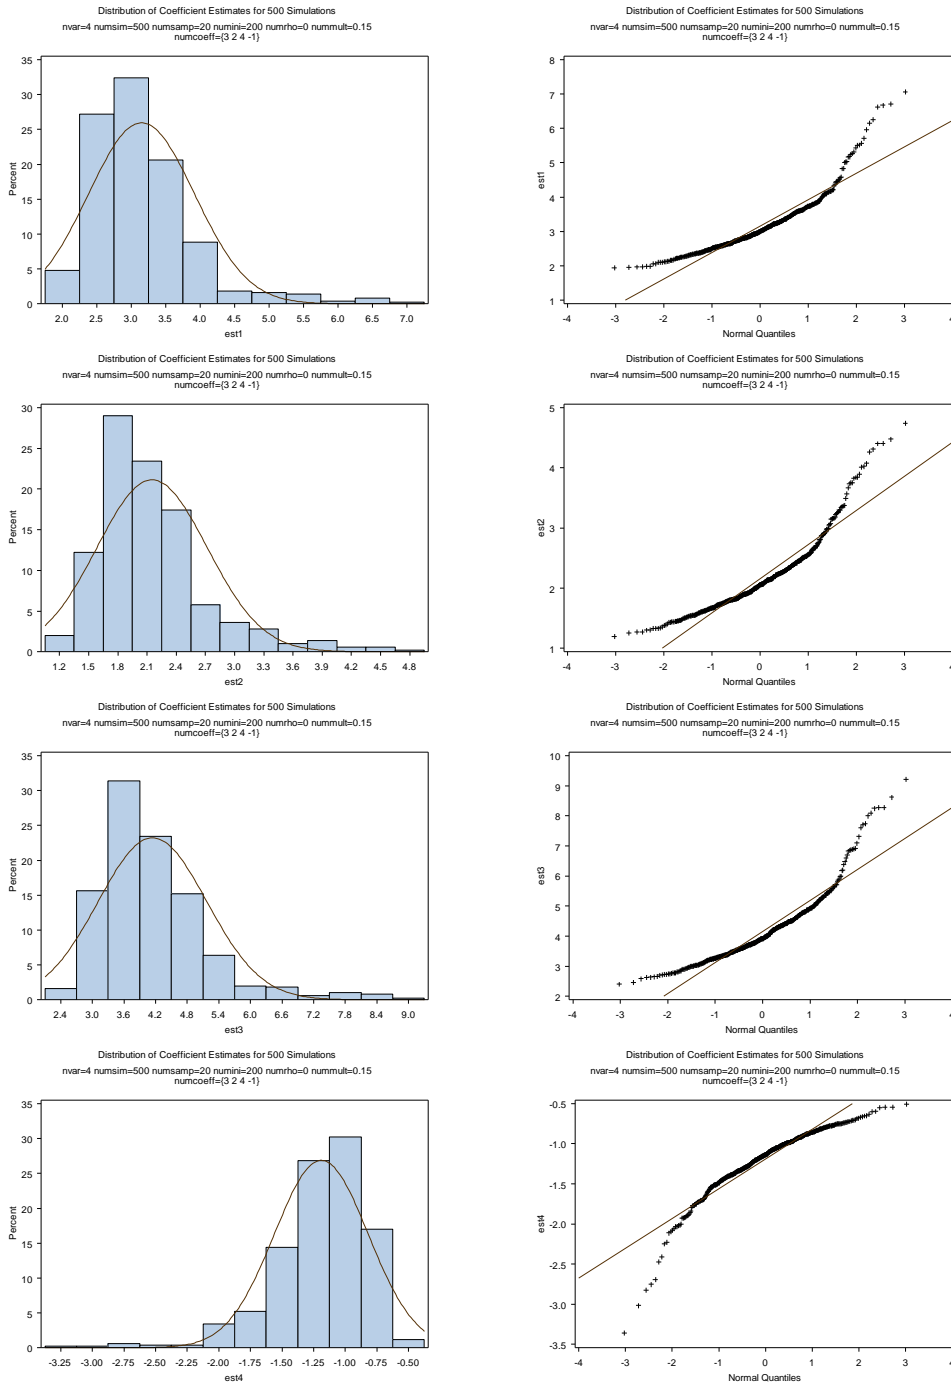 Distribution of Coefficient Estimates for 500 Simulations
nvar=4 numsim=500 numsamp=20 numini=200 numrho=0 nummult=0.15
numcoeff={3 2 4 -1}
35
30
25
20
15
10
5
0
Percent
2.0 2.5 3.0 3.5 4.0 4.5 5.0 5.5 6.0 6.5 7.0
est1
Distribution of Coefficient Estimates for 500 Simulations
nvar=4 numsim=500 numsamp=20 numini=200 numrho=0 nummult=0.15
numcoeff={3 2 4 -1}
8
7
6
5
4
3
2
1
est1
-4 -3 -2 -1 0 1 2 3 4
Normal Quantiles
Distribution of Coefficient Estimates for 500 Simulations
nvar=4 numsim=500 numsamp=20 numini=200 numrho=0 nummult=0.15
numcoeff={3 2 4 -1}
30
25
20
15
10
5
0
Percent
1.2 1.5 1.8 2.1 2.4 2.7 3.0 3.3 3.6 3.9 4.2 4.5 4.8
est2
Distribution of Coefficient Estimates for 500 Simulations
nvar=4 numsim=500 numsamp=20 numini=200 numrho=0 nummult=0.15
numcoeff={3 2 4 -1}
5
4
3
2
1
est2
-4 -3 -2 -1 0 1 2 3 4
Normal Quantiles
Distribution of Coefficient Estimates for 500 Simulations
nvar=4 numsim=500 numsamp=20 numini=200 numrho=0 nummult=0.15
numcoeff={3 2 4 -1}
35
30
25
20
15
10
5
0
Percent
2.4 3.0 3.6 4.2 4.8 5.4 6.0 6.6 7.2 7.8 8.4 9.0
est3
Distribution of Coefficient Estimates for 500 Simulations
nvar=4 numsim=500 numsamp=20 numini=200 numrho=0 nummult=0.15
numcoeff={3 2 4 -1}
10
9
8
7
6
5
4
3
2
est3
-4 -3 -2 -1 0 1 2 3 4
Normal Quantiles
Distribution of Coefficient Estimates for 500 Simulations
nvar=4 numsim=500 numsamp=20 numini=200 numrho=0 nummult=0.15
numcoeff={3 2 4 -1}
35
30
25
20
15
10
5
0
Percent
-3.25 -3.00 -2.75 -2.50 -2.25 -2.00 -1.75 -1.50 -1.25 -1.00 -0.75 -0.50
est4
Distribution of Coefficient Estimates for 500 Simulations
nvar=4 numsim=500 numsamp=20 numini=200 numrho=0 nummult=0.15
numcoeff={3 2 4 -1}
-0.5
-1.0
-1.5
-2.0
-2.5
-3.0
-3.5
est4
-4 -3 -2 -1 0 1 2 3 4
Normal Quantiles